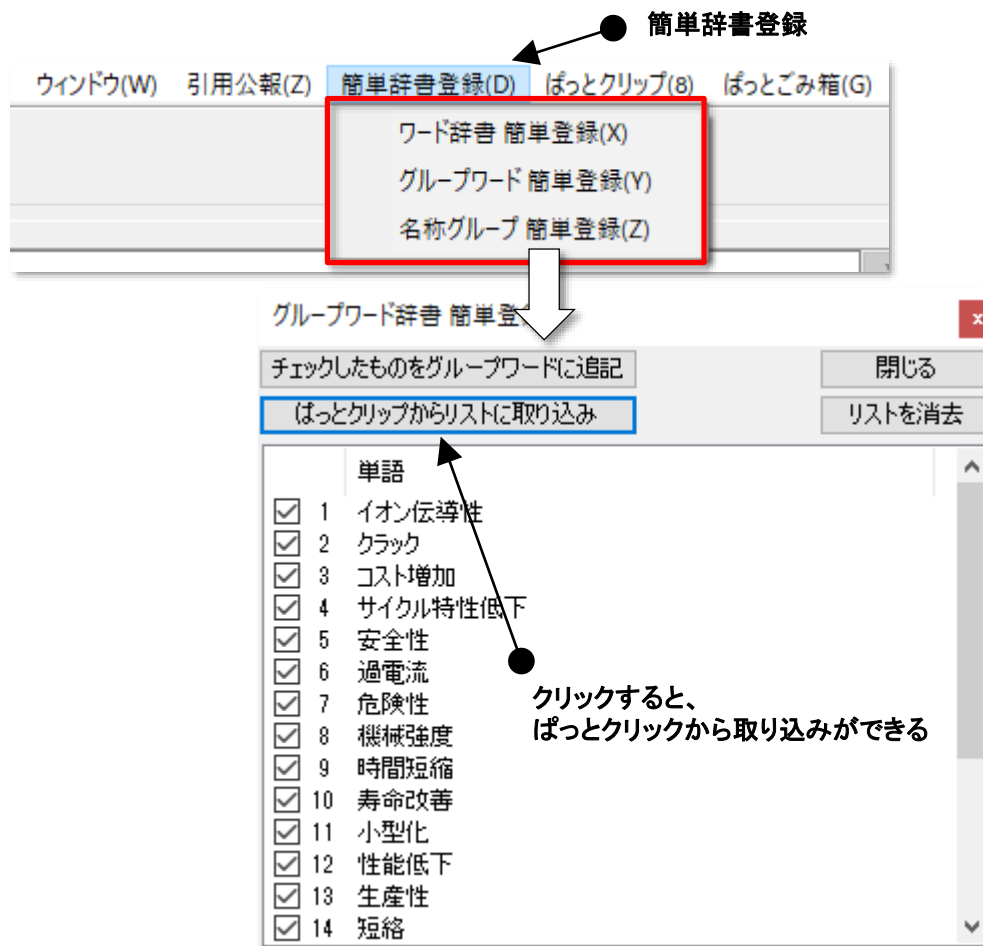 簡単辞書登録
ウィンドウ(W) 引用公報(Z) 簡単辞書登録(D) ぱっとクリップ(8) ぱっとごみ箱(G)
ワード辞書 簡単登録(X)
グループワード 簡単登録(Y)
名称グループ 簡単登録(Z)
グループワード辞書 簡単登
チェックしたものをグループワードに追記 閉じる
ぱっとクリップからリストに取り込み リストを消去
単語
1 イオン伝導性
2 クラック
3 コスト増加
4 サイクル特性低下
5 安全性
6 過電流
7 危険性
8 機械強度
9 時間短縮
10 寿命改善
11 小型化
12 性能低下
13 生産性
14 短絡
クリックすると、
ぱっとクリックから取り込みができる